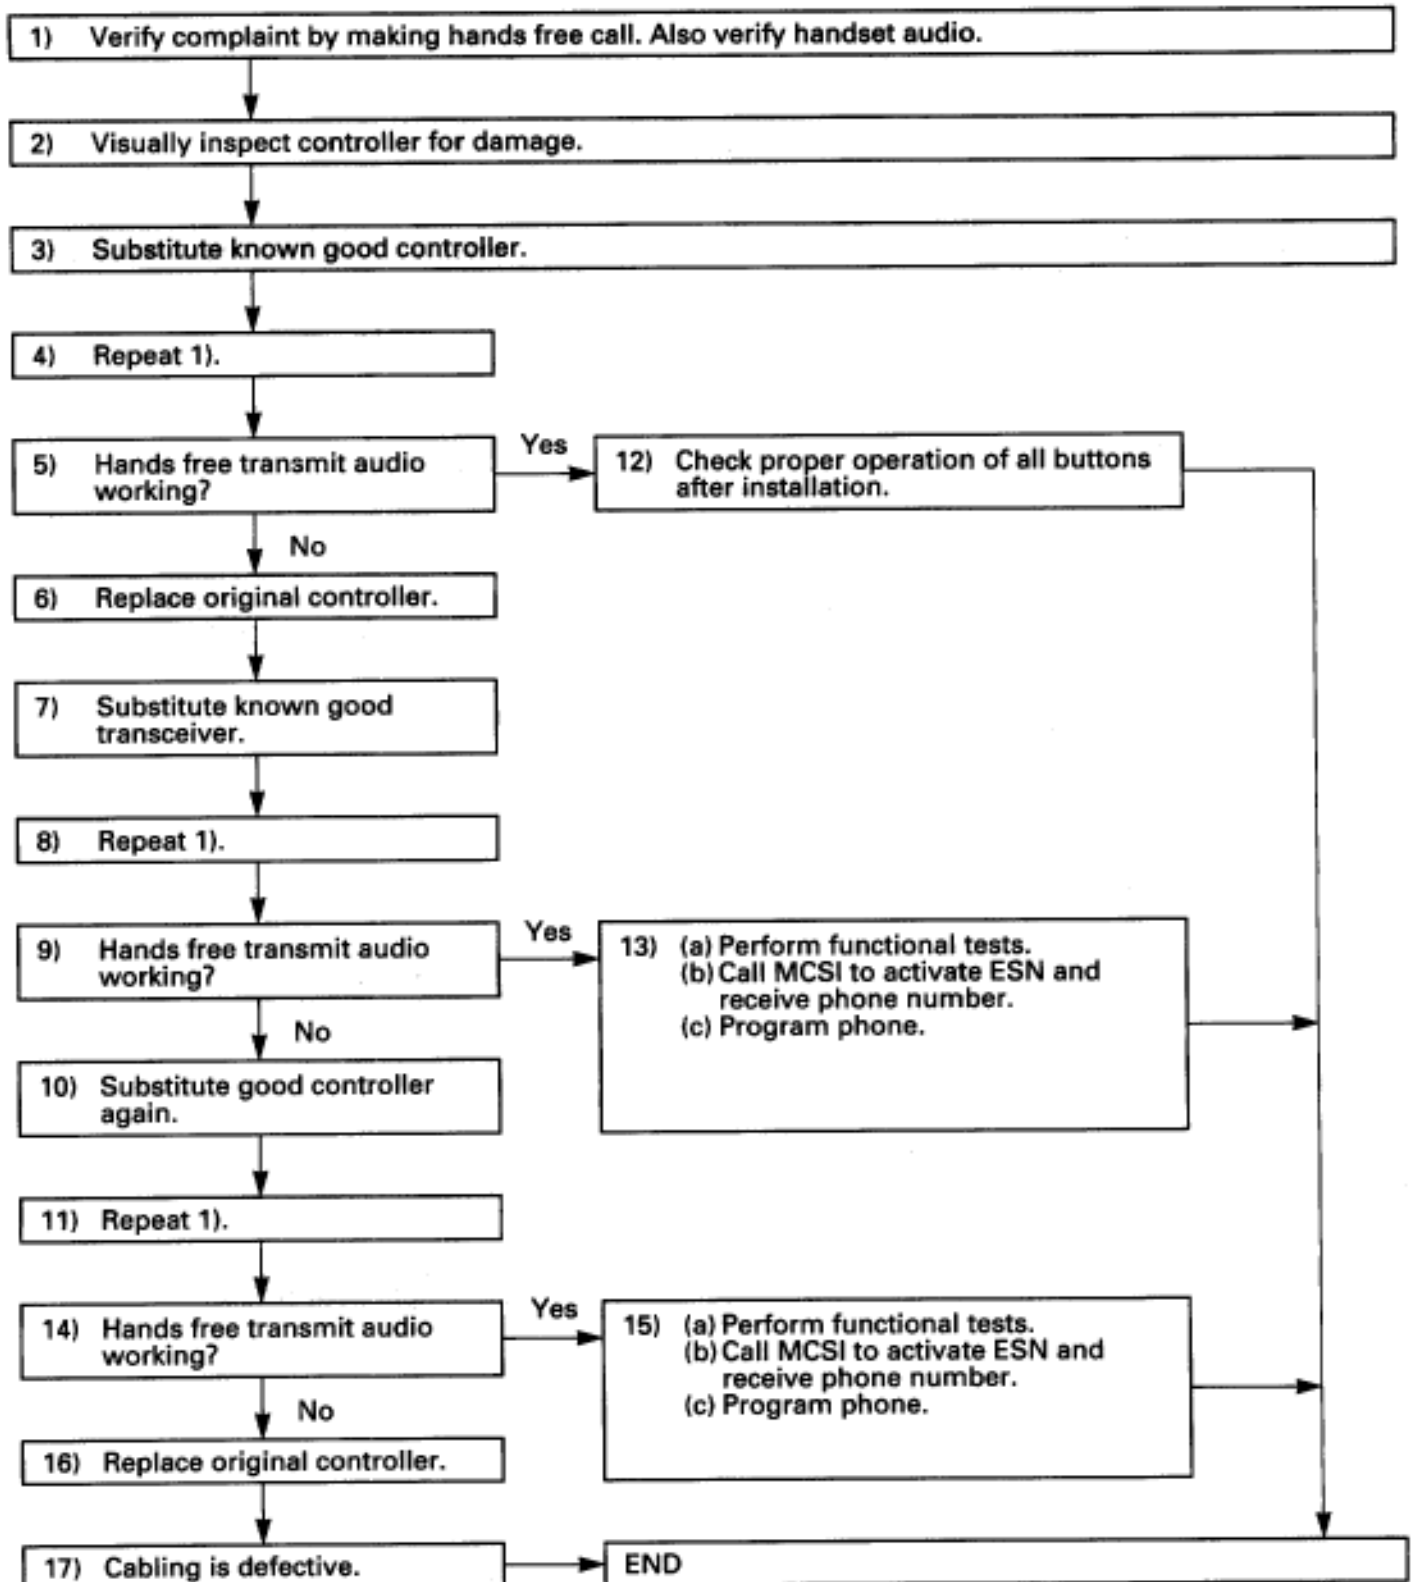 1) Verify complaint by making hands free call. Also verify handset audio.
2) Visually inspect controller for damage.
3) Substitute known good controller.
4) Repeat 1).
5) Hands free transmit audio
working?
Yes
12) Check proper operation of all buttons
after installation.
No
6) Replace original controller.
7) Substitute known good
transceiver.
8) Repeat 1).
9) Hands free transmit audio
working?
Yes
13) (a) Perform functional tests.
(b) Call MCSI to activate ESN and
receive phone number.
(c) Program phone.
No
10) Substitute good controller
again.
11) Repeat 1).
14) Hands free transmit audio
working?
Yes
15) (a) Perform functional tests.
(b) Call MCSI to activate ESN and
receive phone number.
(c) Program phone.
No
16) Replace original controller.
17) Cabling is defective.
END